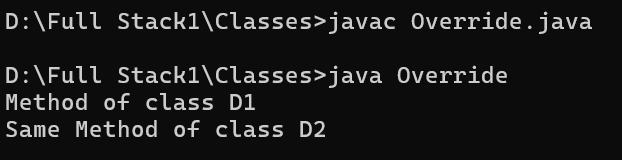 D:\Full Stack1\Classes>javac Override.java
D:\Full Stack1\Classes>java Override
Method of class D1
Same Method of class D2